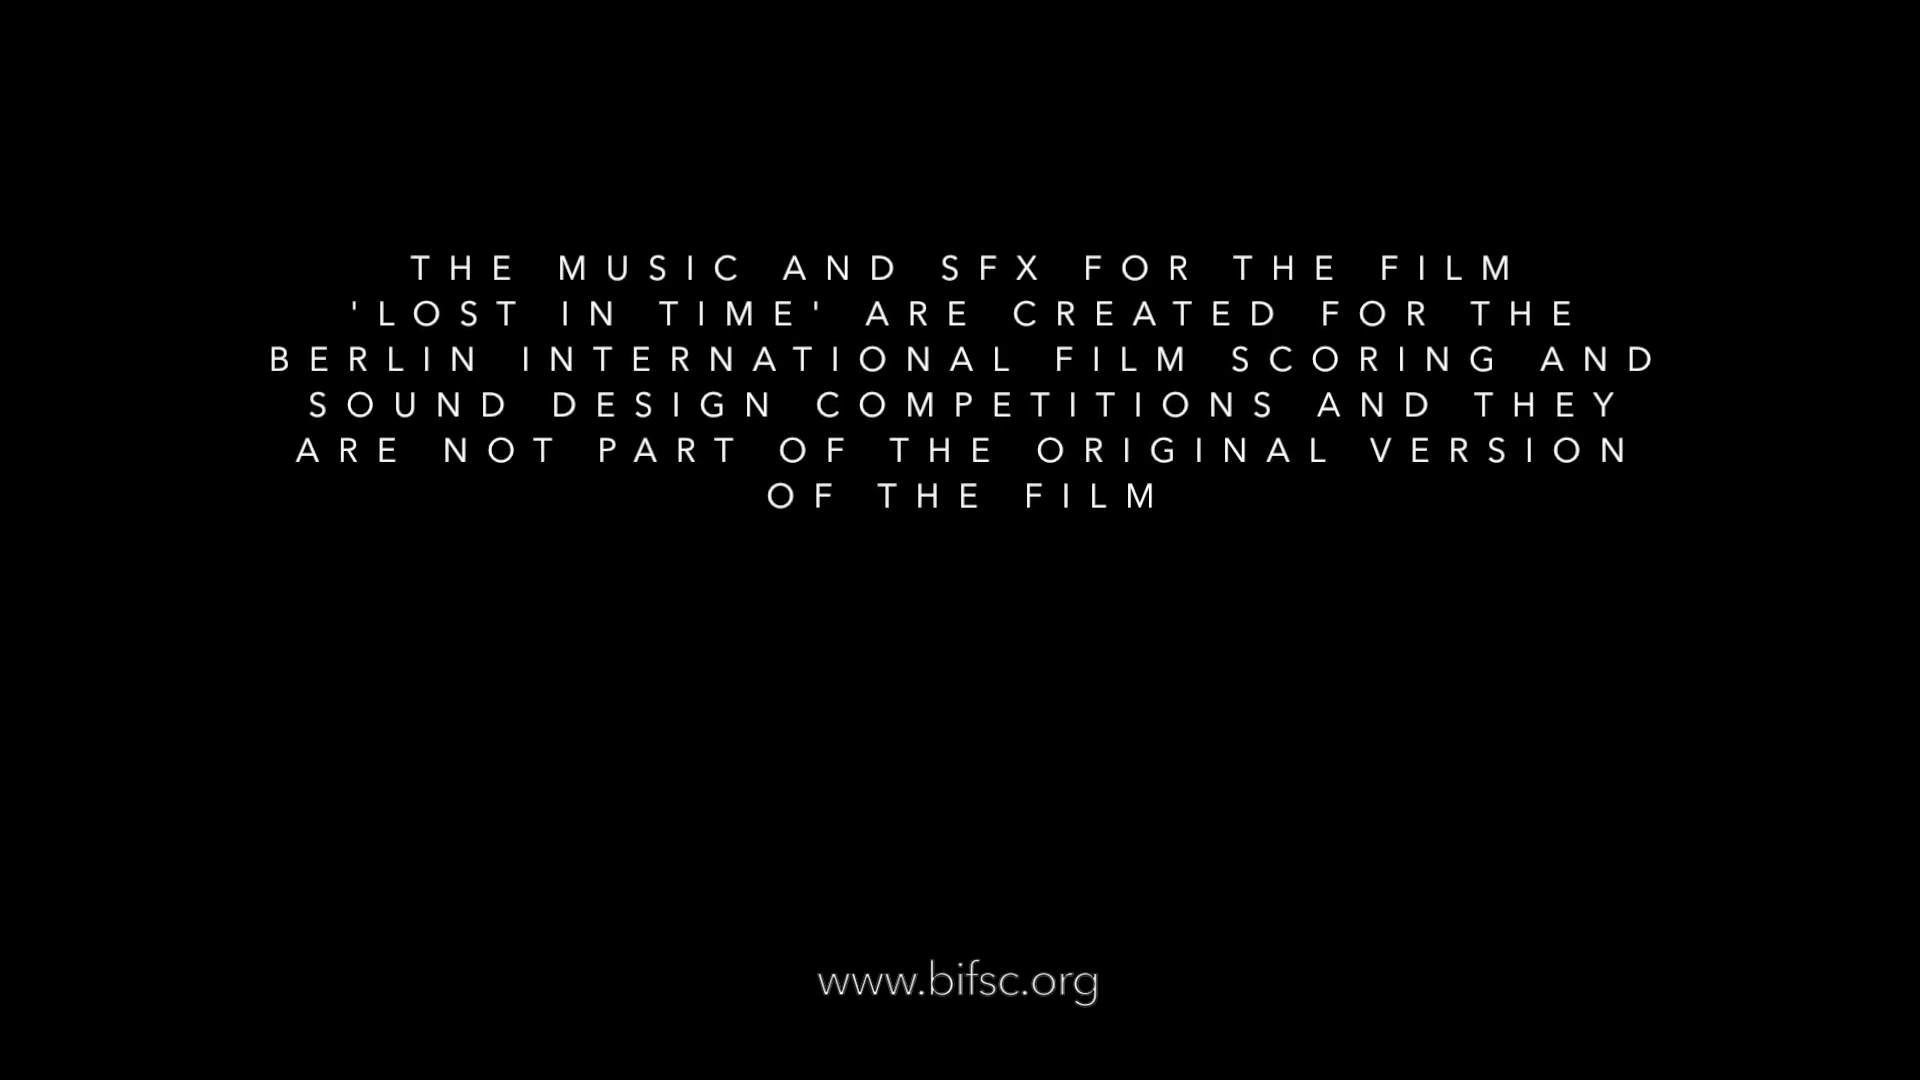 THE MUSIC AND SFX FOR THE FILM
'LOST IN TIME' ARE CREATED FOR THE
BERLIN INTERNATIONAL FILM SCORING AND
SOUND DESIGN COMPETITIONS AND THEY
ARE NOT PART OF THE ORIGINAL VERSION
OF THE FILM
www.bifsc.org